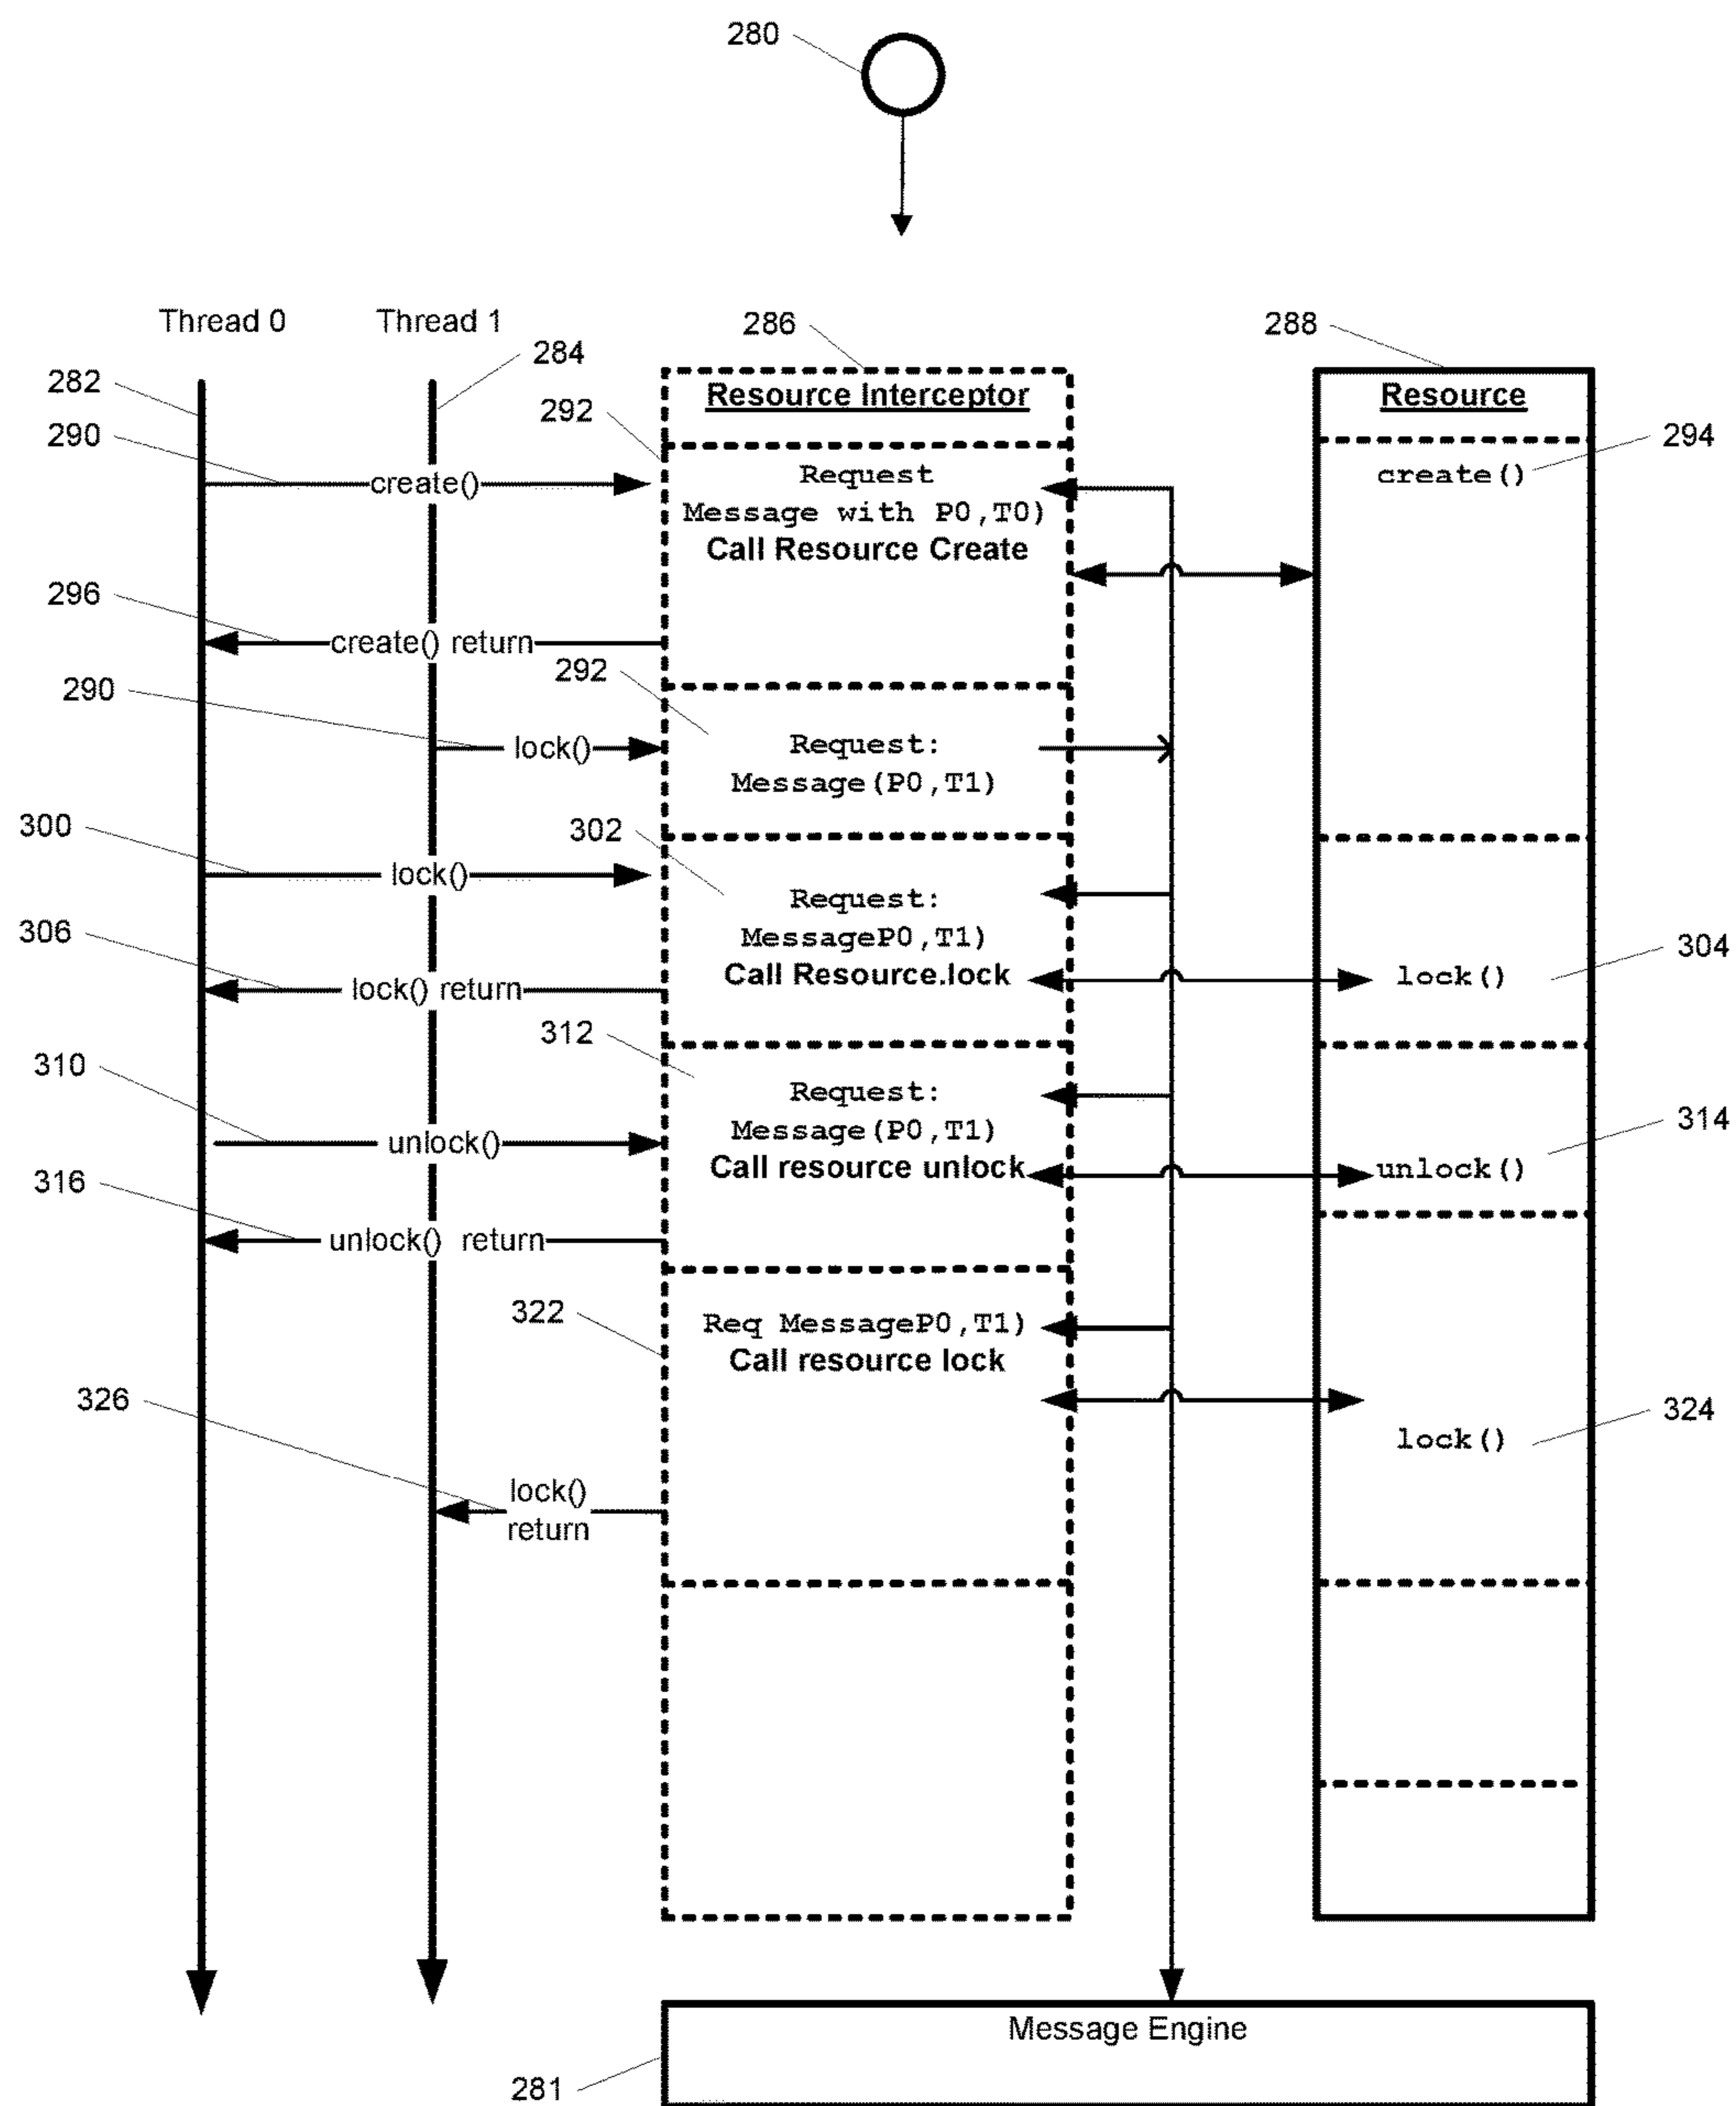 280
Thread 0
Thread 1
286
288
284
282
Resource Interceptor
Resource
292
290
294
create()
Request
create()
Message with P0,T0)
Call Resource Create
296
create() return
292
290
lock()
Request:
Message(P0,T1)
300
302
lock()
Request:
306
MessageP0,T1)
304
Call Resource.lock
lock()
lock() return
312
310
Request:
314
Message(P0,T1)
unlock()
Call resource unlock
unlock()
316
unlock() return
322
Req MessageP0,T1)
Call resource lock
326
324
lock()
lock()
return
Message Engine
281